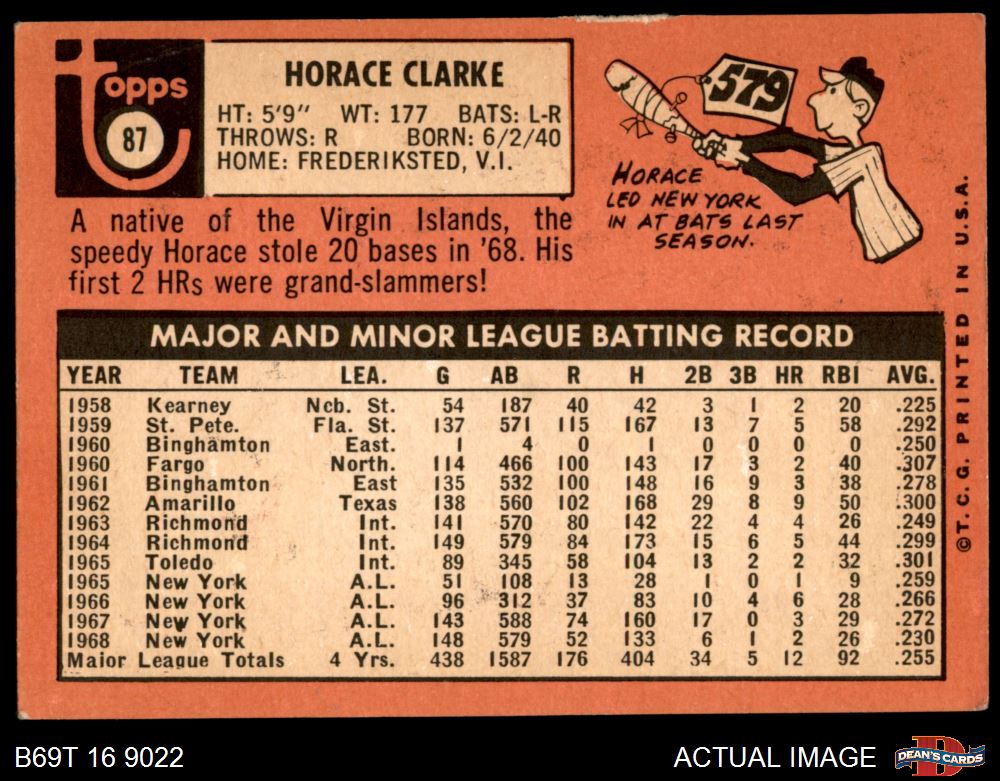 topps
87
HORACE CLARKE
HT: 5'9" WT: 177 BATS: L-R
THROWS: R BORN: 6/2/40
HOME: FREDERIKSTED, V.I.
579
HORACE
LED NEW YORK
IN AT BATS LAST
SEASON.
A native of the Virgin Islands, the
speedy Horace stole 20 bases in '68. His
first 2 HRs were grand-slammers!
MAJOR AND MINOR LEAGUE BATTING RECORD
YEAR TEAM LEA. G AB R H 2B 3B HR RBI AVG.
1958 Kearney Neb. St. 54 187 40 42 3 1 2 20 .225
1959 St. Pete. Fla. St. 137 571 115 167 13 7 5 58 .292
1960 Binghamton East. 1 4 0 1 0 0 0 0 .250
1960 Fargo North. 114 466 100 143 17 3 2 40 .307
1961 Binghamton East 135 532 100 148 16 9 3 38 .278
1962 Amarillo Texas 138 560 102 168 29 8 9 50 .300
1963 Richmond Int. 141 570 80 142 22 4 4 26 .249
1964 Richmond Int. 149 579 84 173 15 6 5 44 .299
1965 Toledo Int. 89 345 58 104 13 2 2 32 .301
1965 New York A.L. 51 108 13 28 1 0 1 9 .259
1966 New York A.L. 96 312 37 83 10 4 6 28 .266
1967 New York A.L. 143 588 74 160 17 0 3 29 .272
1968 New York A.L. 148 579 52 133 6 1 2 26 .230
Major League Totals 4 Yrs. 438 1587 176 404 34 5 12 92 .255
©T.C.G. PRINTED IN U.S.A.
B69T 16 9022
ACTUAL IMAGE
DEAN'S CARDS